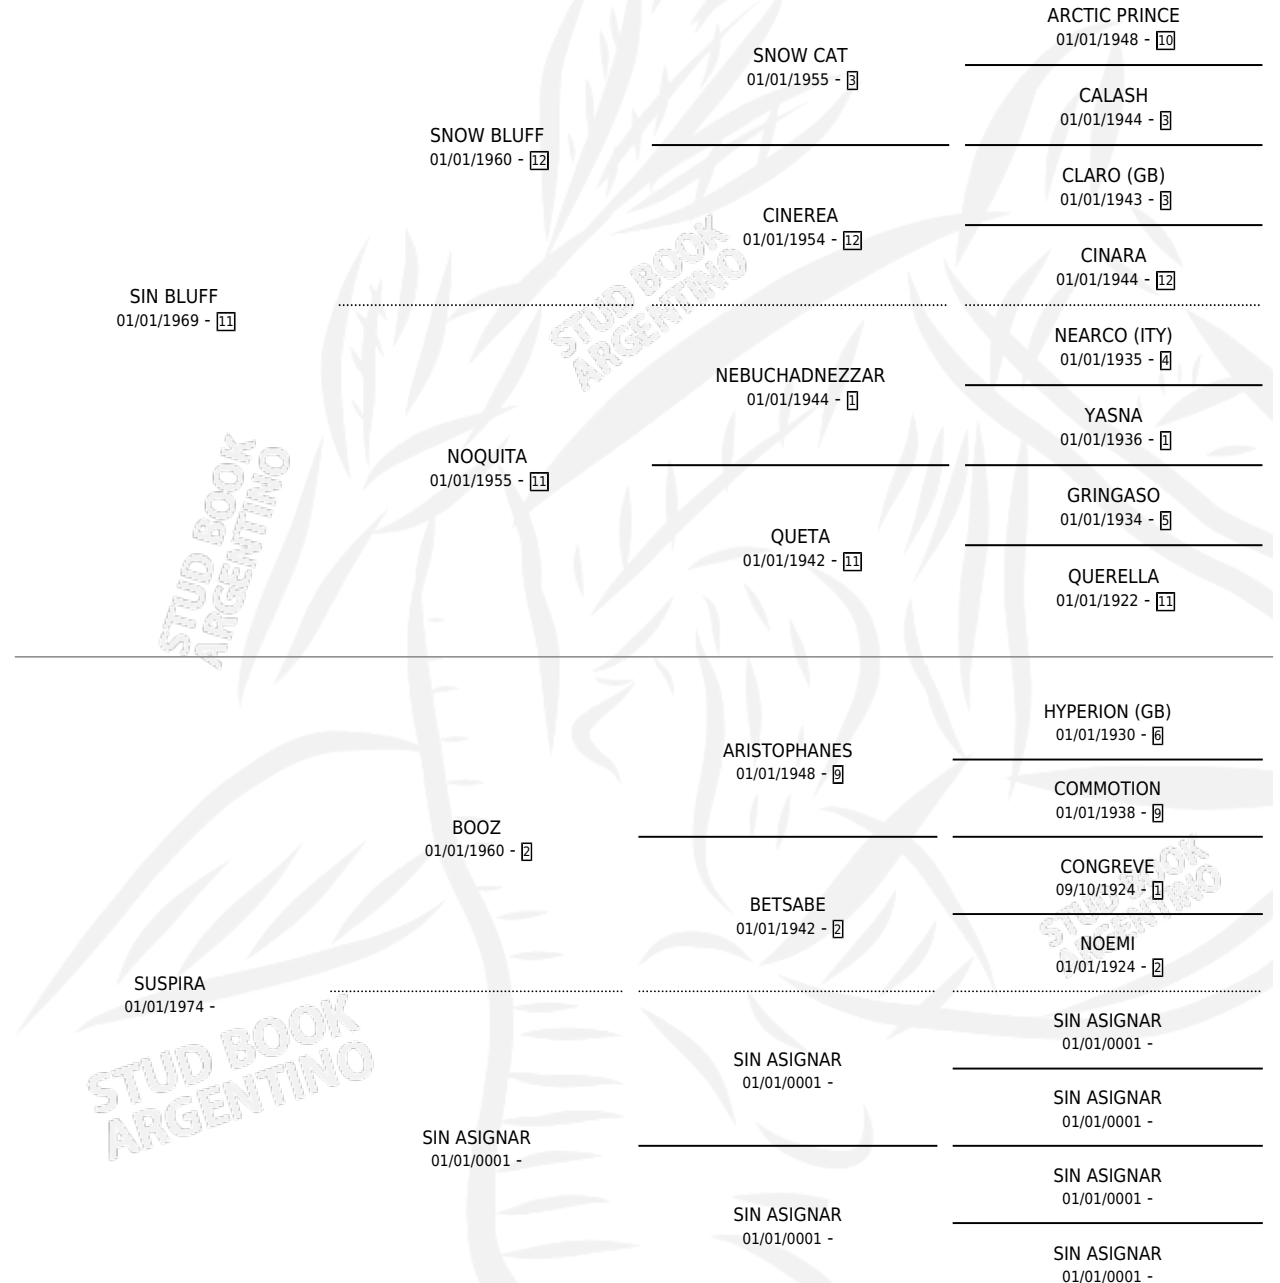 ARCTIC PRINCE
01/01/1948 - 10
SNOW CAT
01/01/1955 - 3
CALASH
01/01/1944 - 3
SNOW BLUFF
01/01/1960 - 12
CLARO (GB)
01/01/1943 - 3
CINEREA
01/01/1954 - 12
CINARA
01/01/1944 - 12
SIN BLUFF
01/01/1969 - 11
NEARCO (ITY)
01/01/1935 - 4
NEBUCHADNEZZAR
01/01/1944 - 1
YASNA
01/01/1936 - 1
NOQUITA
01/01/1955 - 11
GRINGASO
01/01/1934 - 5
QUETA
01/01/1942 - 11
QUERELLA
01/01/1922 - 11
HYPERION (GB)
01/01/1930 - 6
ARISTOPHANES
01/01/1948 - 9
COMMOTION
01/01/1938 - 9
BOOZ
01/01/1960 - 2
CONGREVE
09/10/1924 - 1
BETSABE
01/01/1942 - 2
NOEMI
01/01/1924 - 2
SUSPIRA
01/01/1974 -
SIN ASIGNAR
01/01/0001 -
SIN ASIGNAR
01/01/0001 -
SIN ASIGNAR
01/01/0001 -
SIN ASIGNAR
01/01/0001 -
SIN ASIGNAR
01/01/0001 -
SIN ASIGNAR
01/01/0001 -
SIN ASIGNAR
01/01/0001 -
STUD BOOK
ARGENTINO
STUD BOOK
ARGENTINO
STUD BOOK
ARGENTINO
STUD BOOK
ARGENTINO